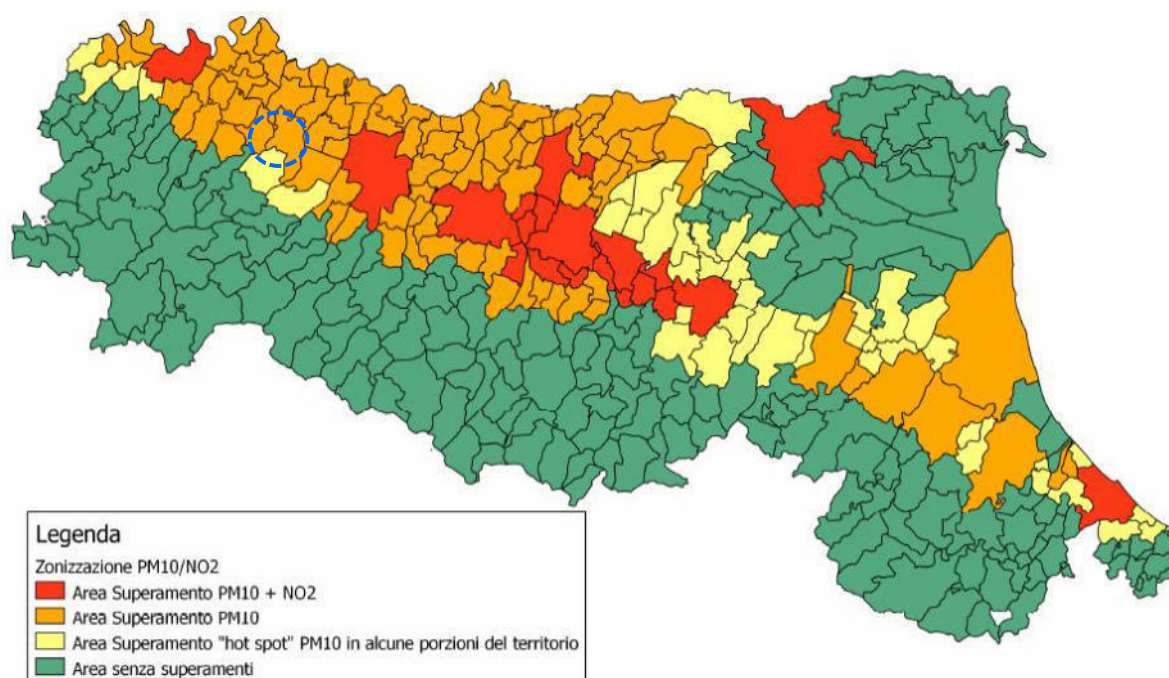 Legenda
Zonizzazione PM10/NO2
Area Superamento PM10 + NO2
Area Superamento PM10
Area Superamento "hot spot" PM10 in alcune porzioni del territorio
Area senza superamenti